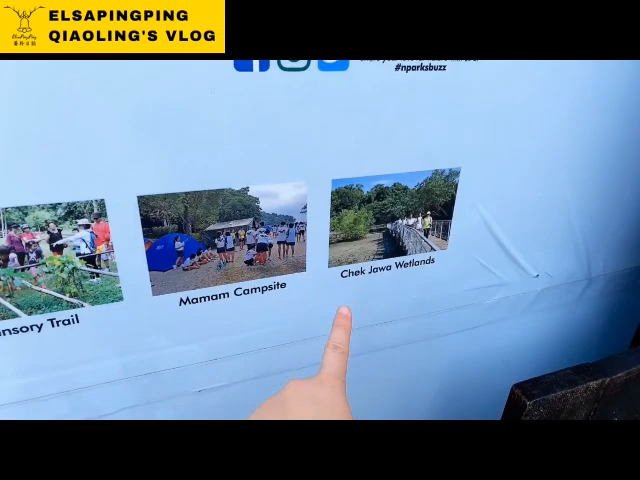 ELSAPINGPING
QIAOLING'S VLOG
#nparksbuzz
nsory Trail
Mamam Campsite
Chek Jawa Wetlands